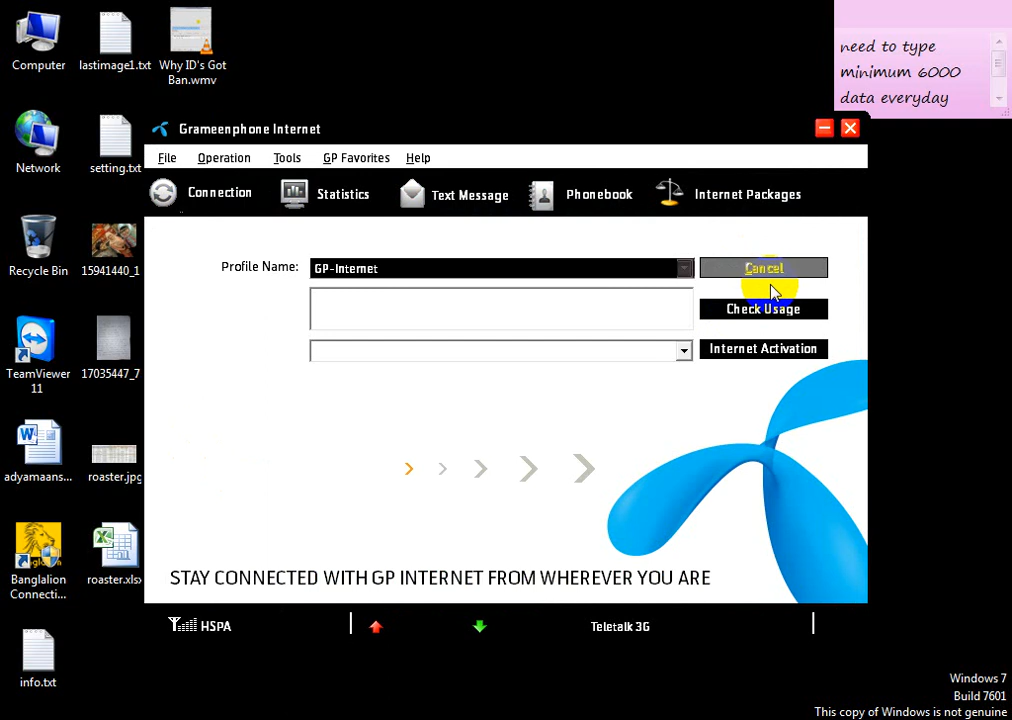 Computer
lastimage1.txt
Why ID's Got
Ban.wmv
need to type
minimum 6000
data everyday
Network
setting.txt
Recycle Bin
15941440_1
TeamViewer
11
17035447_7
adyamaans...
roaster.jpg
Banglalion
Connecti...
roaster.xlsx
info.txt
Grameenphone Internet
File
Operation
Tools
GP Favorites
Help
Connection
Statistics
Text Message
Phonebook
Internet Packages
Profile Name:
GP-Internet
Cancel
Check Usage
Internet Activation
STAY CONNECTED WITH GP INTERNET FROM WHEREVER YOU ARE
HSPA
Teletalk 3G
Windows 7
Build 7601
This copy of Windows is not genuine